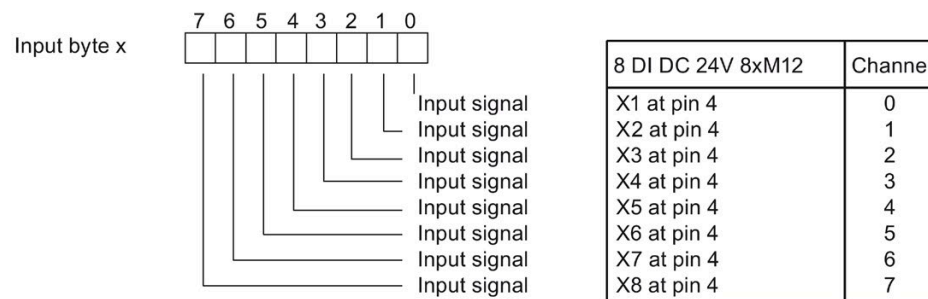 7 6 5 4 3 2 1 0
Input byte x
8 DI DC 24V 8xM12 Channe
Input signal X1 at pin 4 0
Input signal X2 at pin 4 1
Input signal X3 at pin 4 2
Input signal X4 at pin 4 3
Input signal X5 at pin 4 4
Input signal X6 at pin 4 5
Input signal X7 at pin 4 6
Input signal X8 at pin 4 7